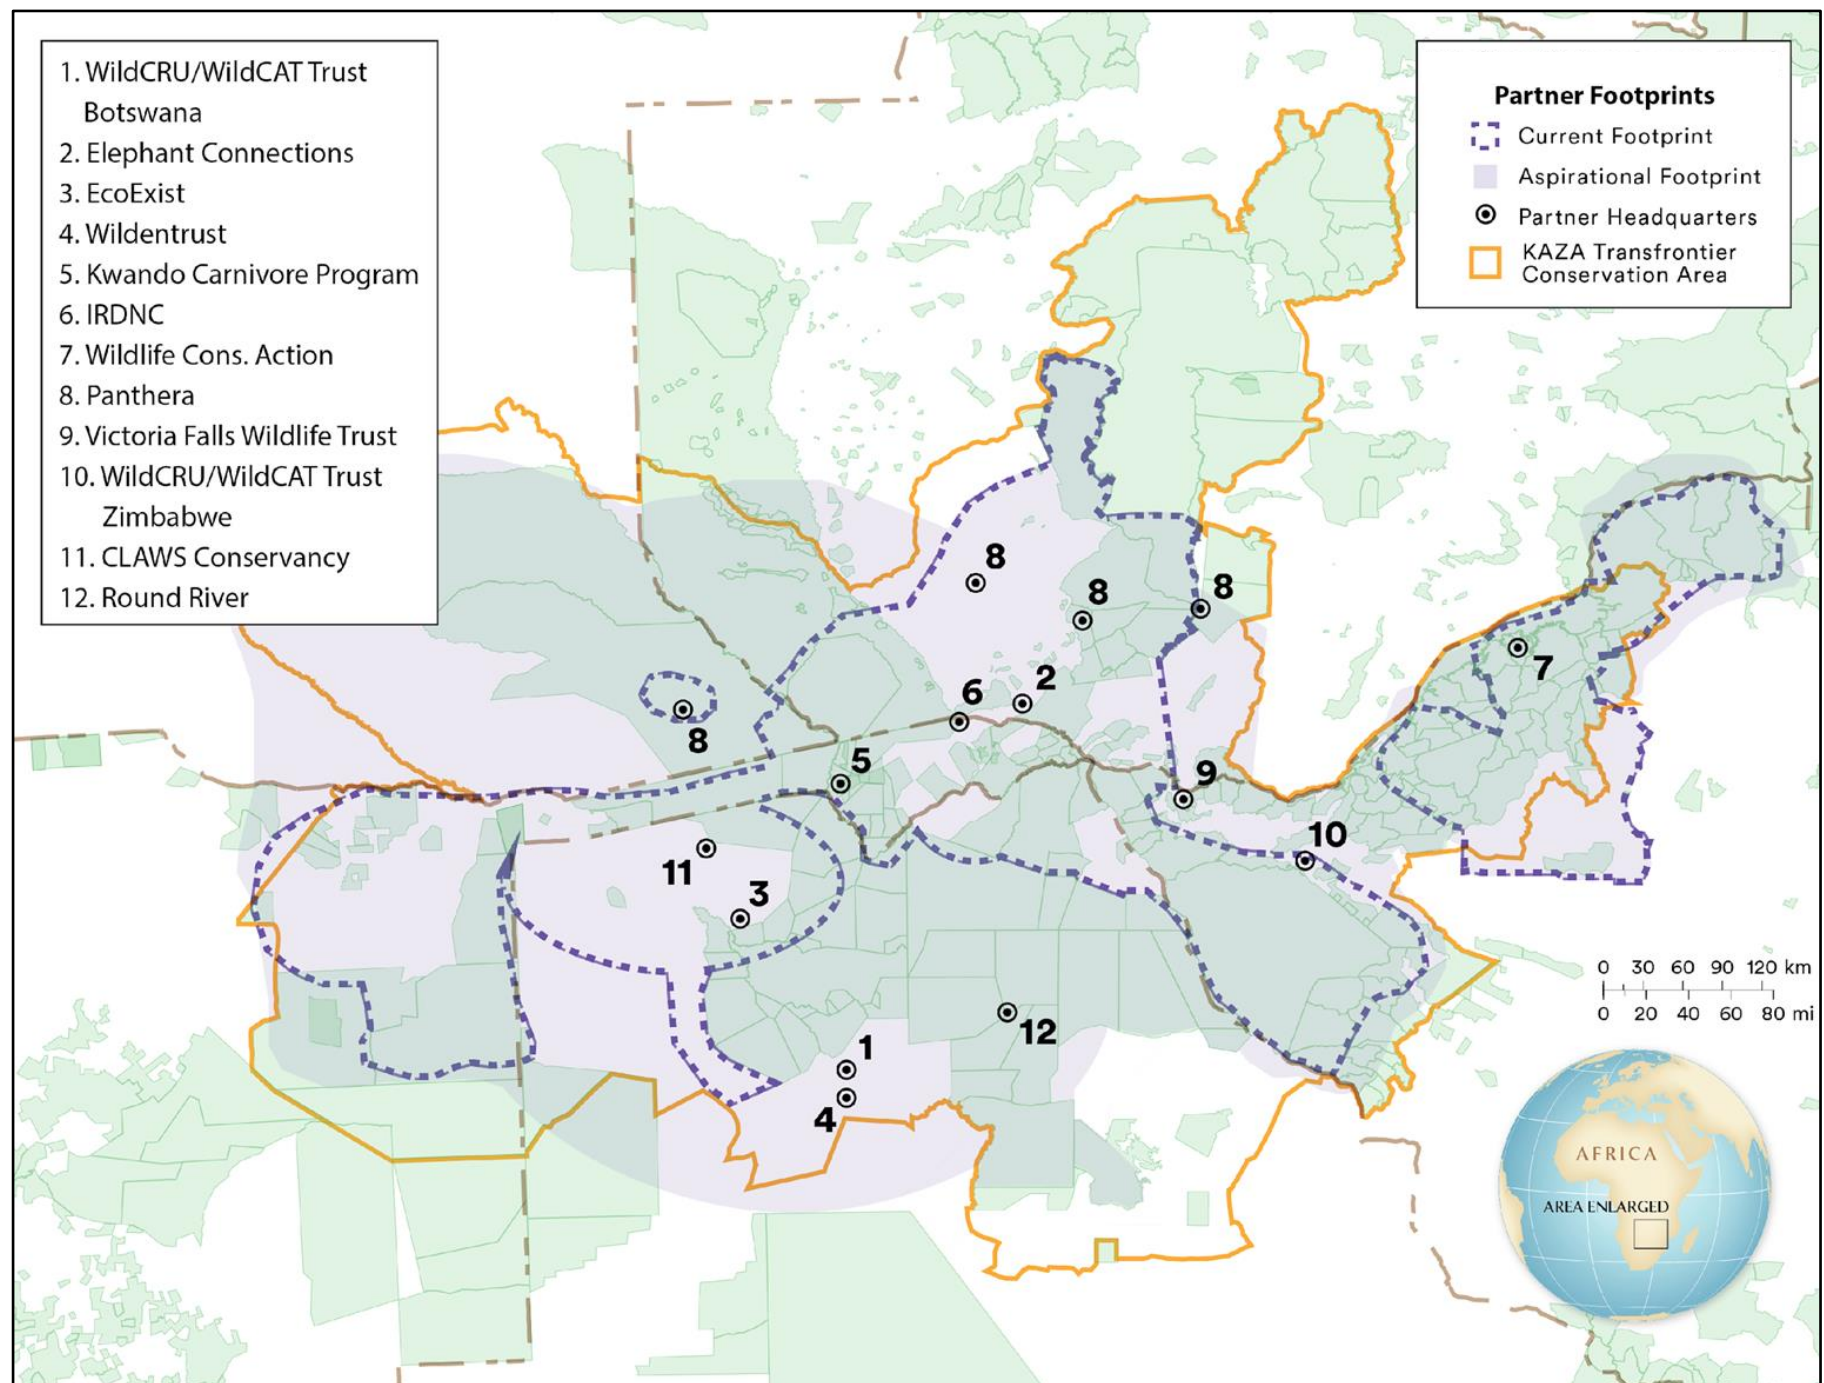 1. WildCRU/WildCAT Trust
Botswana
2. Elephant Connections
3. EcoExist
4. Wildentrust
5. Kwando Carnivore Program
6. IRDNC
7. Wildlife Cons. Action
8. Panthera
9. Victoria Falls Wildlife Trust
10. WildCRU/WildCAT Trust
Zimbabwe
11. CLAWS Conservancy
12. Round River
Partner Footprints
Current Footprint
Aspirational Footprint
Partner Headquarters
KAZA Transfrontier
Conservation Area
8
8
8
7
2
6
8
5
9
10
11
3
12
1
4
0 30 60 90 120 km
0 20 40 60 80 mi
AFRICA
AREA ENLARGED